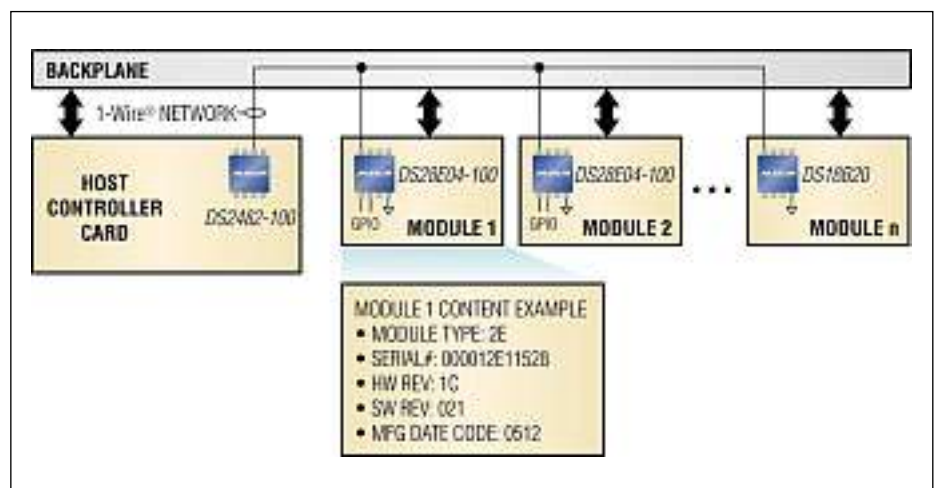 BACKPLANE
1-Wire® NETWORK
HOST
CONTROLLER
CARD
DS2482-100
DS28E04-100
GPIO
MODULE 1
DS28E04-100
GPIO
MODULE 2
• • •
DS18B20
MODULE n
MODULE 1 CONTENT EXAMPLE
• MODULE TYPE: 2E
• SERIAL#: 000012E11528
• HW REV: 1C
• SW REV: 021
• MFG DATE CODE: 0512